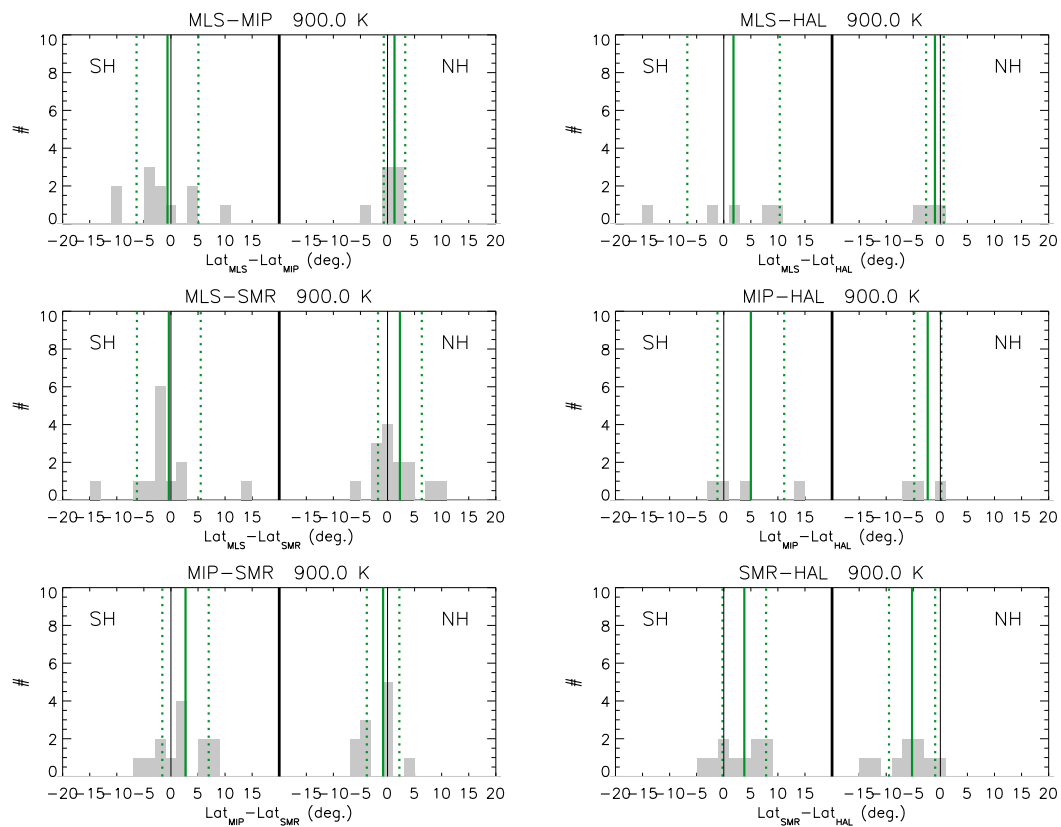 MLS−MIP 900.0 K
10
8
6
4
2
0
#
SH
NH
−20−15−10−5 0 5 10 15 −15−10−5 0 5 10 15 20
Lat_MLS−Lat_MIP (deg.)
MLS−HAL 900.0 K
10
8
6
4
2
0
#
SH
NH
−20−15−10−5 0 5 10 15 −15−10−5 0 5 10 15 20
Lat_MLS−Lat_HAL (deg.)
MLS−SMR 900.0 K
10
8
6
4
2
0
#
SH
NH
−20−15−10−5 0 5 10 15 −15−10−5 0 5 10 15 20
Lat_MLS−Lat_SMR (deg.)
MIP−HAL 900.0 K
10
8
6
4
2
0
#
SH
NH
−20−15−10−5 0 5 10 15 −15−10−5 0 5 10 15 20
Lat_MIP−Lat_HAL (deg.)
MIP−SMR 900.0 K
10
8
6
4
2
0
#
SH
NH
−20−15−10−5 0 5 10 15 −15−10−5 0 5 10 15 20
Lat_MIP−Lat_SMR (deg.)
SMR−HAL 900.0 K
10
8
6
4
2
0
#
SH
NH
−20−15−10−5 0 5 10 15 −15−10−5 0 5 10 15 20
Lat_SMR−Lat_HAL (deg.)